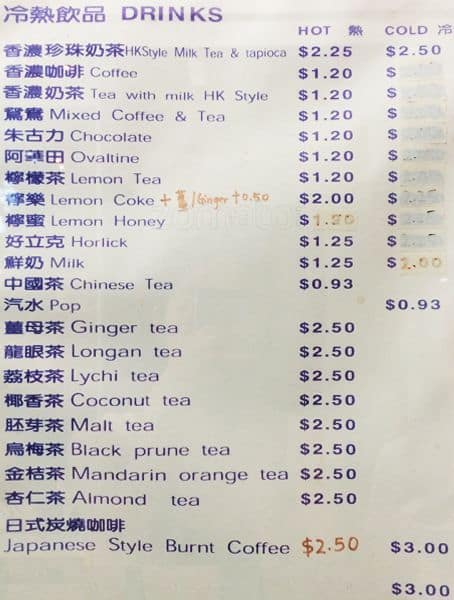 冷熱飲品 DRINKS
HOT 熱 COLD 冷
香濃珍珠奶茶HKStyle Milk Tea & tapioca $2.25 $2.50
香濃咖啡 Coffee $1.20 $
香濃奶茶 Tea with milk HK Style $1.20 $
鴛鴦 Mixed Coffee & Tea $1.20 $
朱古力 Chocolate $1.20 $
阿華田 Ovaltine $1.20 $
檸檬茶 Lemon Tea $1.20 $
檸樂 Lemon Coke + 薑/Ginger +0.50 $2.00 $
檸蜜 Lemon Honey $1.50 $
好立克 Horlick $1.25 $
鮮奶 Milk $1.25 $2.00
中國茶 Chinese Tea $0.93
汽水 Pop $0.93
薑母茶 Ginger tea $2.50
龍眼茶 Longan tea $2.50
荔枝茶 Lychi tea $2.50
椰香茶 Coconut tea $2.50
胚芽茶 Malt tea $2.50
烏梅茶 Black prune tea $2.50
金桔茶 Mandarin orange tea $2.50
杏仁茶 Almond tea $2.50
日式炭燒咖啡
Japanese Style Burnt Coffee $2.50 $3.00
$3.00